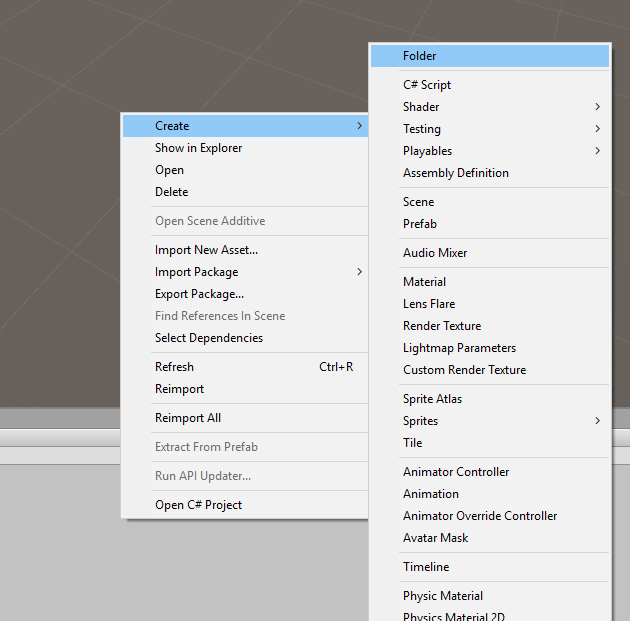 Create
Show in Explorer
Open
Delete
Open Scene Additive
Import New Asset...
Import Package
Export Package...
Find References In Scene
Select Dependencies
Refresh Ctrl+R
Reimport
Reimport All
Extract From Prefab
Run API Updater...
Open C# Project
Folder
C# Script
Shader
Testing
Playables
Assembly Definition
Scene
Prefab
Audio Mixer
Material
Lens Flare
Render Texture
Lightmap Parameters
Custom Render Texture
Sprite Atlas
Sprites
Tile
Animator Controller
Animation
Animator Override Controller
Avatar Mask
Timeline
Physic Material
Physics Material 2D